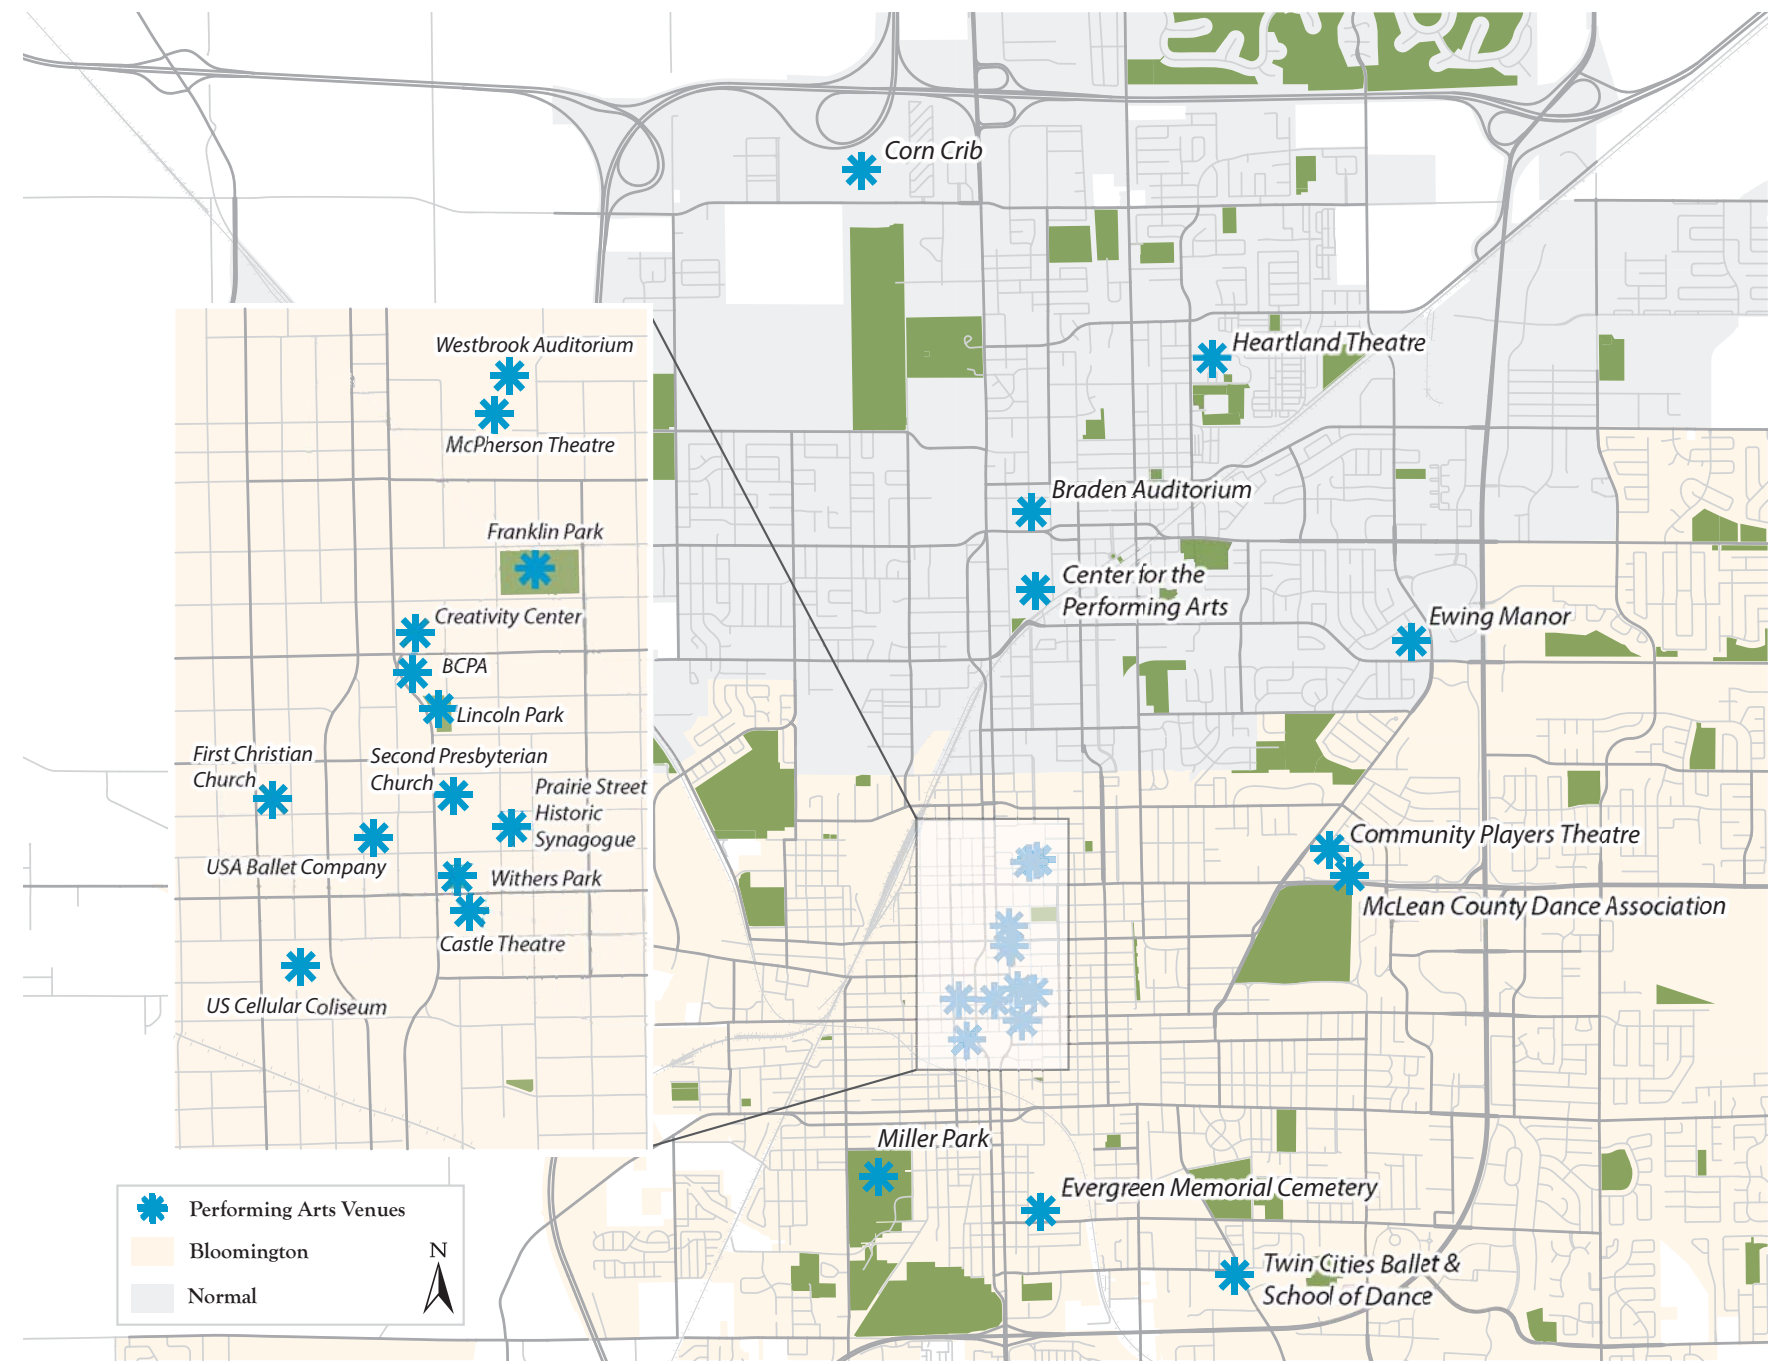 Corn Crib
Heartland Theatre
Braden Auditorium
Center for the
Performing Arts
Ewing Manor
Westbrook Auditorium
McPherson Theatre
Franklin Park
Creativity Center
BCPA
Lincoln Park
First Christian
Church
Second Presbyterian
Church
Prairie Street
Historic
Synagogue
USA Ballet Company
Withers Park
Castle Theatre
US Cellular Coliseum
Community Players Theatre
McLean County Dance Association
Miller Park
Evergreen Memorial Cemetery
Twin Cities Ballet &
School of Dance
Performing Arts Venues
Bloomington
Normal
N